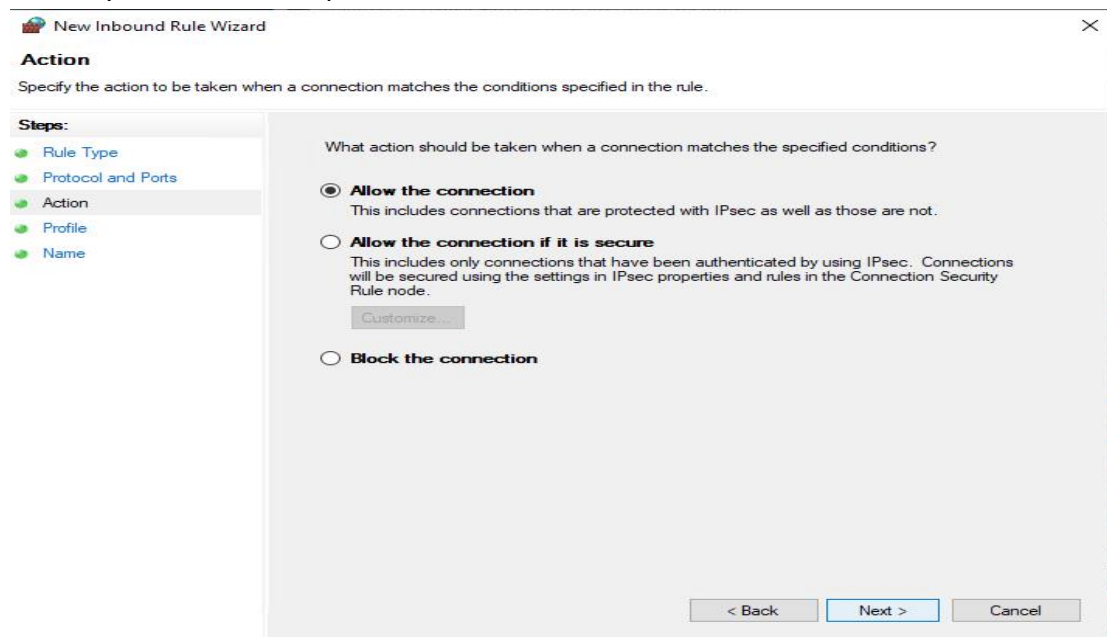 New Inbound Rule Wizard
Action
Specify the action to be taken when a connection matches the conditions specified in the rule.
Steps:
Rule Type
Protocol and Ports
Action
Profile
Name
What action should be taken when a connection matches the specified conditions?
Allow the connection
This includes connections that are protected with IPsec as well as those are not.
Allow the connection if it is secure
This includes only connections that have been authenticated by using IPsec. Connections
will be secured using the settings in IPsec properties and rules in the Connection Security
Rule node.
Customize...
Block the connection
< Back
Next >
Cancel